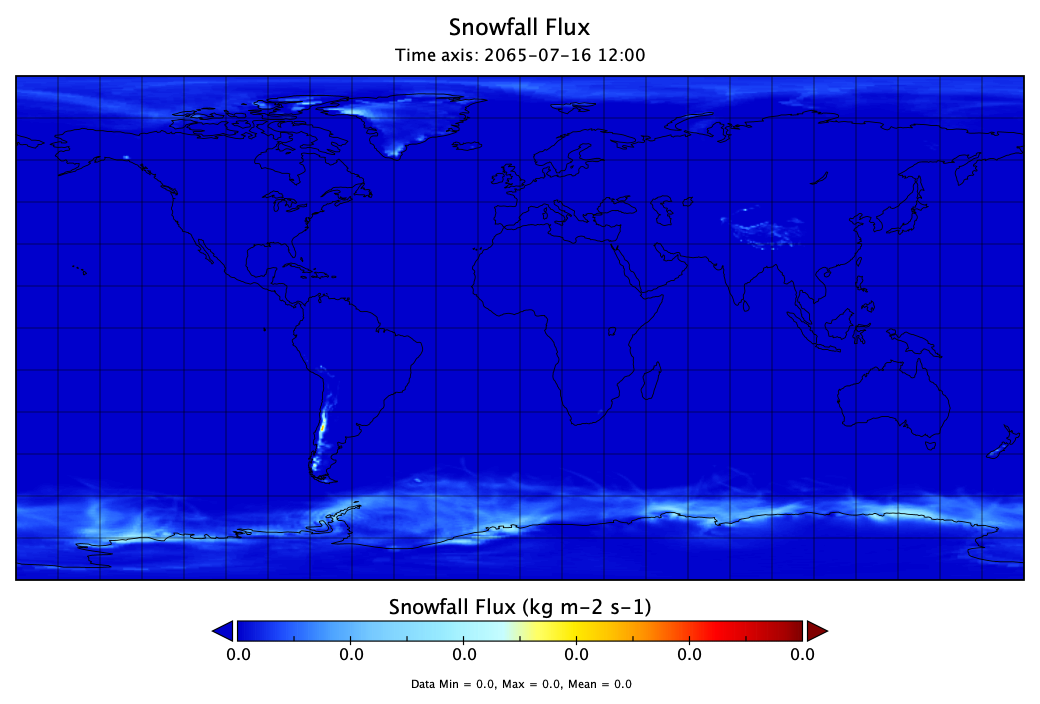 Snowfall Flux
Time axis: 2065-07-16 12:00
Snowfall Flux (kg m-2 s-1)
0.0 0.0 0.0 0.0 0.0 0.0
Data Min = 0.0, Max = 0.0, Mean = 0.0